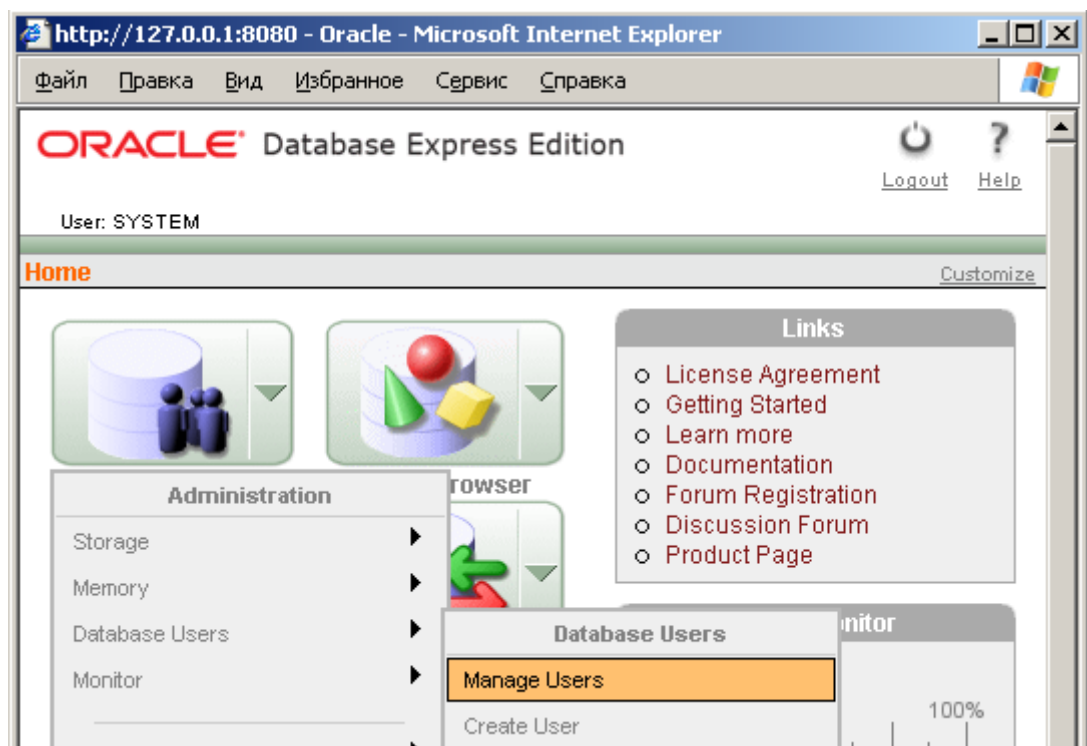 http://127.0.0.1:8080 - Oracle - Microsoft Internet Explorer
Файл Правка Вид Избранное Сервис Справка
ORACLE Database Express Edition
Logout Help
User: SYSTEM
Home
Customize
Links
License Agreement
Getting Started
Learn more
Documentation
Forum Registration
Discussion Forum
Product Page
rowser
Administration
Storage
Memory
Database Users
Monitor
Database Users
Manage Users
Create User
nitor
100%